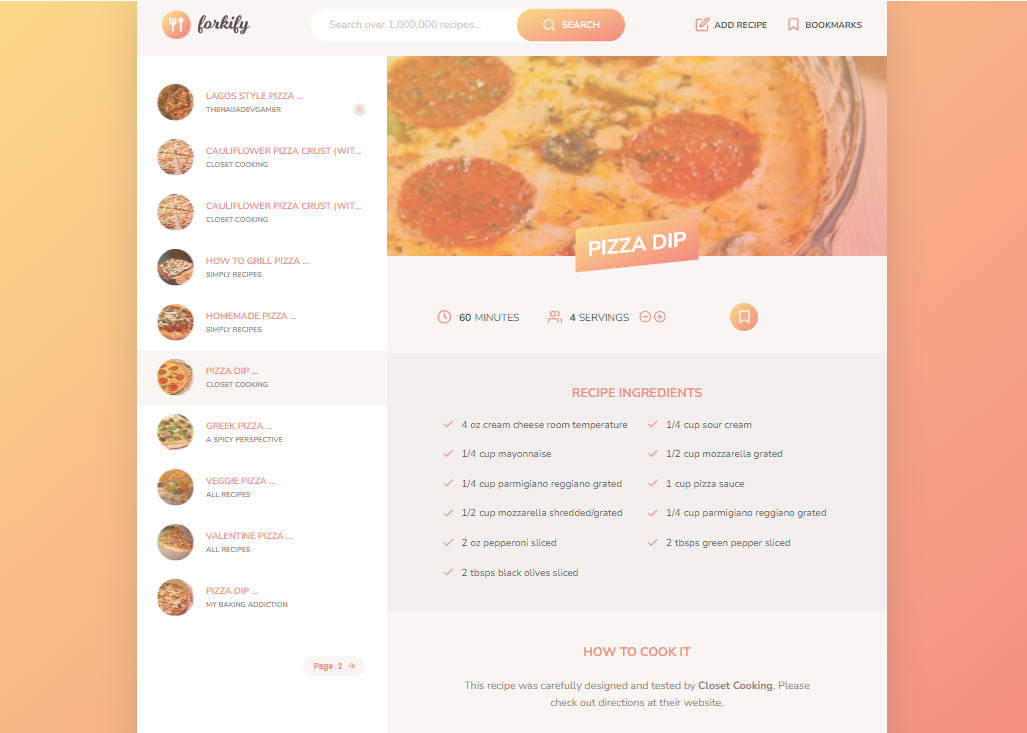 forkify
Search over 1,000,000 recipes...
SEARCH
ADD RECIPE
BOOKMARKS
LAGOS STYLE PIZZA ...
THENAIJADEVGAMER
CAULIFLOWER PIZZA CRUST (WIT...
CLOSET COOKING
CAULIFLOWER PIZZA CRUST (WIT...
CLOSET COOKING
HOW TO GRILL PIZZA ...
SIMPLY RECIPES
HOMEMADE PIZZA ...
SIMPLY RECIPES
PIZZA DIP ...
CLOSET COOKING
GREEK PIZZA ...
A SPICY PERSPECTIVE
VEGGIE PIZZA ...
ALL RECIPES
VALENTINE PIZZA ...
ALL RECIPES
PIZZA DIP ...
MY BAKING ADDICTION
Page 2 →
PIZZA DIP
60 MINUTES
4 SERVINGS
RECIPE INGREDIENTS
4 oz cream cheese room temperature
1/4 cup sour cream
1/4 cup mayonnaise
1/2 cup mozzarella grated
1/4 cup parmigiano reggiano grated
1 cup pizza sauce
1/2 cup mozzarella shredded/grated
1/4 cup parmigiano reggiano grated
2 oz pepperoni sliced
2 tbsps green pepper sliced
2 tbsps black olives sliced
HOW TO COOK IT
This recipe was carefully designed and tested by Closet Cooking. Please
check out directions at their website.